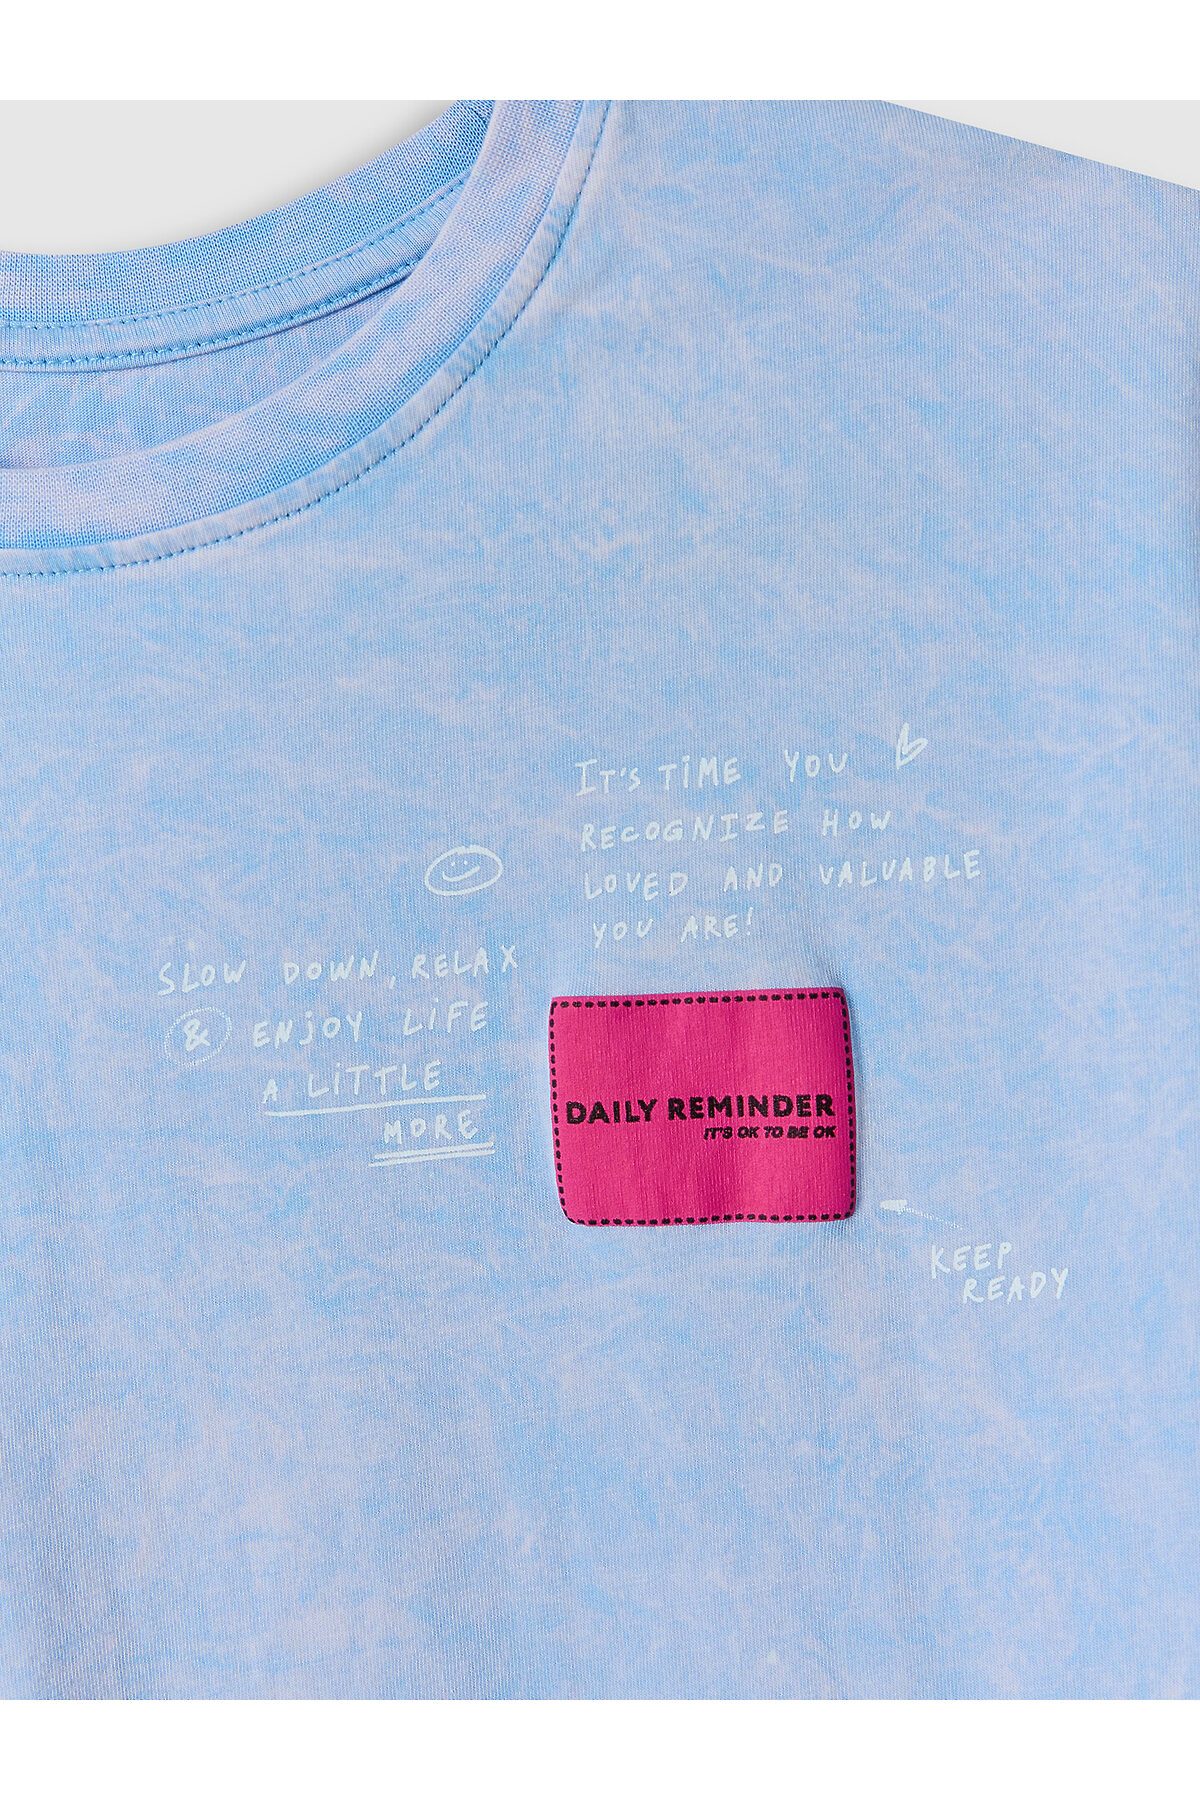 IT'S TIME YOU
RECOGNIZE HOW
LOVED AND VALUABLE
YOU ARE!
SLOW DOWN, RELAX
& ENJOY LIFE
A LITTLE
MORE
DAILY REMINDER
IT'S OK TO BE OK
KEEP
READY